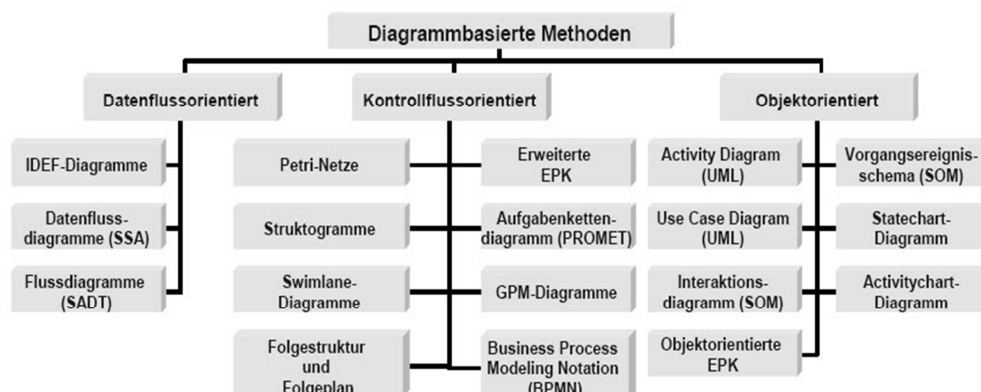 Diagrammbasierte Methoden
Datenflussorientiert
Kontrollflussorientiert
Objektorientiert
IDEF-Diagramme
Datenfluss-
diagramme (SSA)
Flussdiagramme
(SADT)
Petri-Netze
Struktogramme
Swimlane-
Diagramme
Folgestruktur
und
Folgeplan
Erweiterte
EPK
Aufgabenketten-
diagramm (PROMET)
GPM-Diagramme
Business Process
Modeling Notation
(BPMN)
Activity Diagram
(UML)
Use Case Diagram
(UML)
Interaktions-
diagramm (SOM)
Objektorientierte
EPK
Vorgangsereignis-
schema (SOM)
Statechart-
Diagramm
Activitychart-
Diagramm